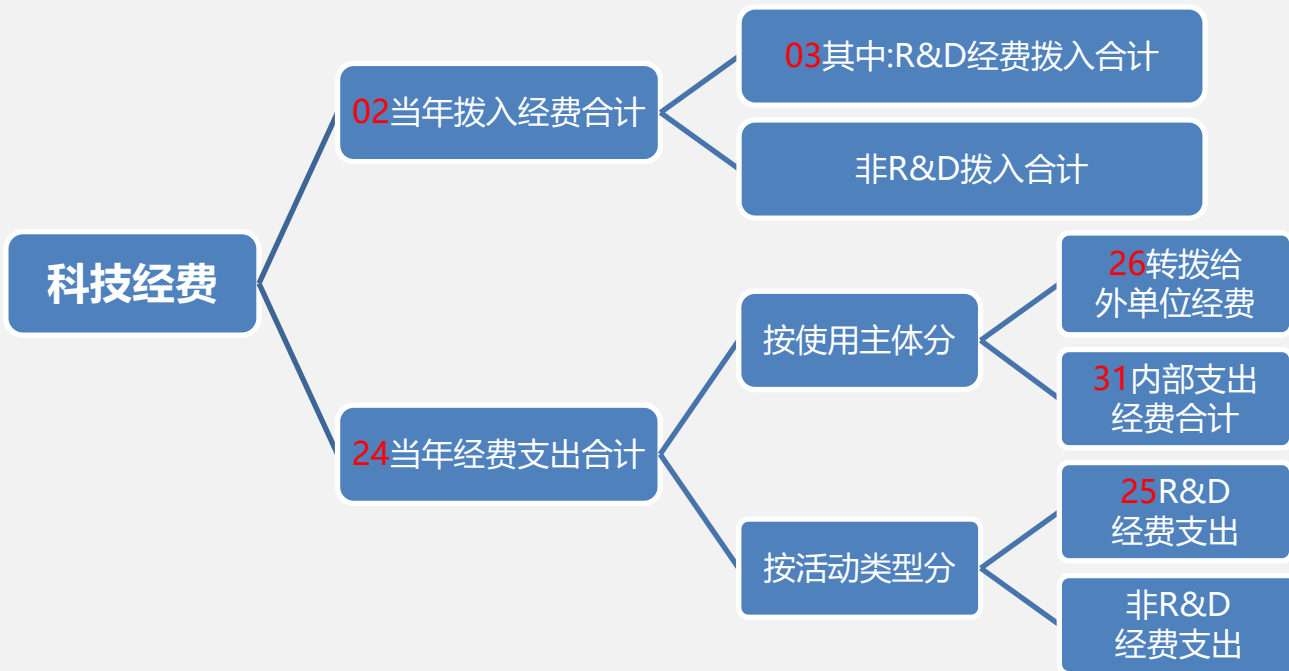 科技经费
02当年拨入经费合计
03其中:R&D经费拨入合计
非R&D拨入合计
24当年经费支出合计
按使用主体分
26转拨给
外单位经费
31内部支出
经费合计
按活动类型分
25R&D
经费支出
非R&D
经费支出